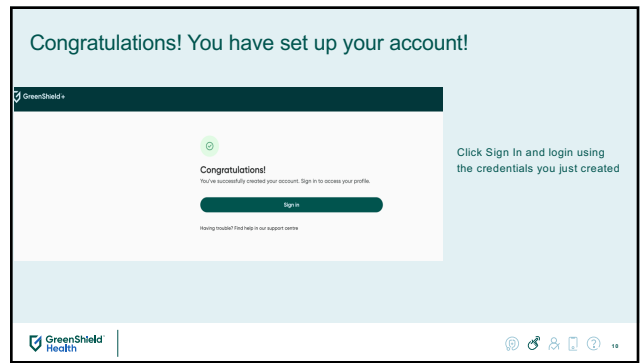 Congratulations! You have set up your account!
GreenShield+
Congratulations!
You've successfully created your account. Sign in to access your profile.
Sign in
Having trouble? Find help in our support centre
Click Sign In and login using
the credentials you just created
GreenShield
Health
10